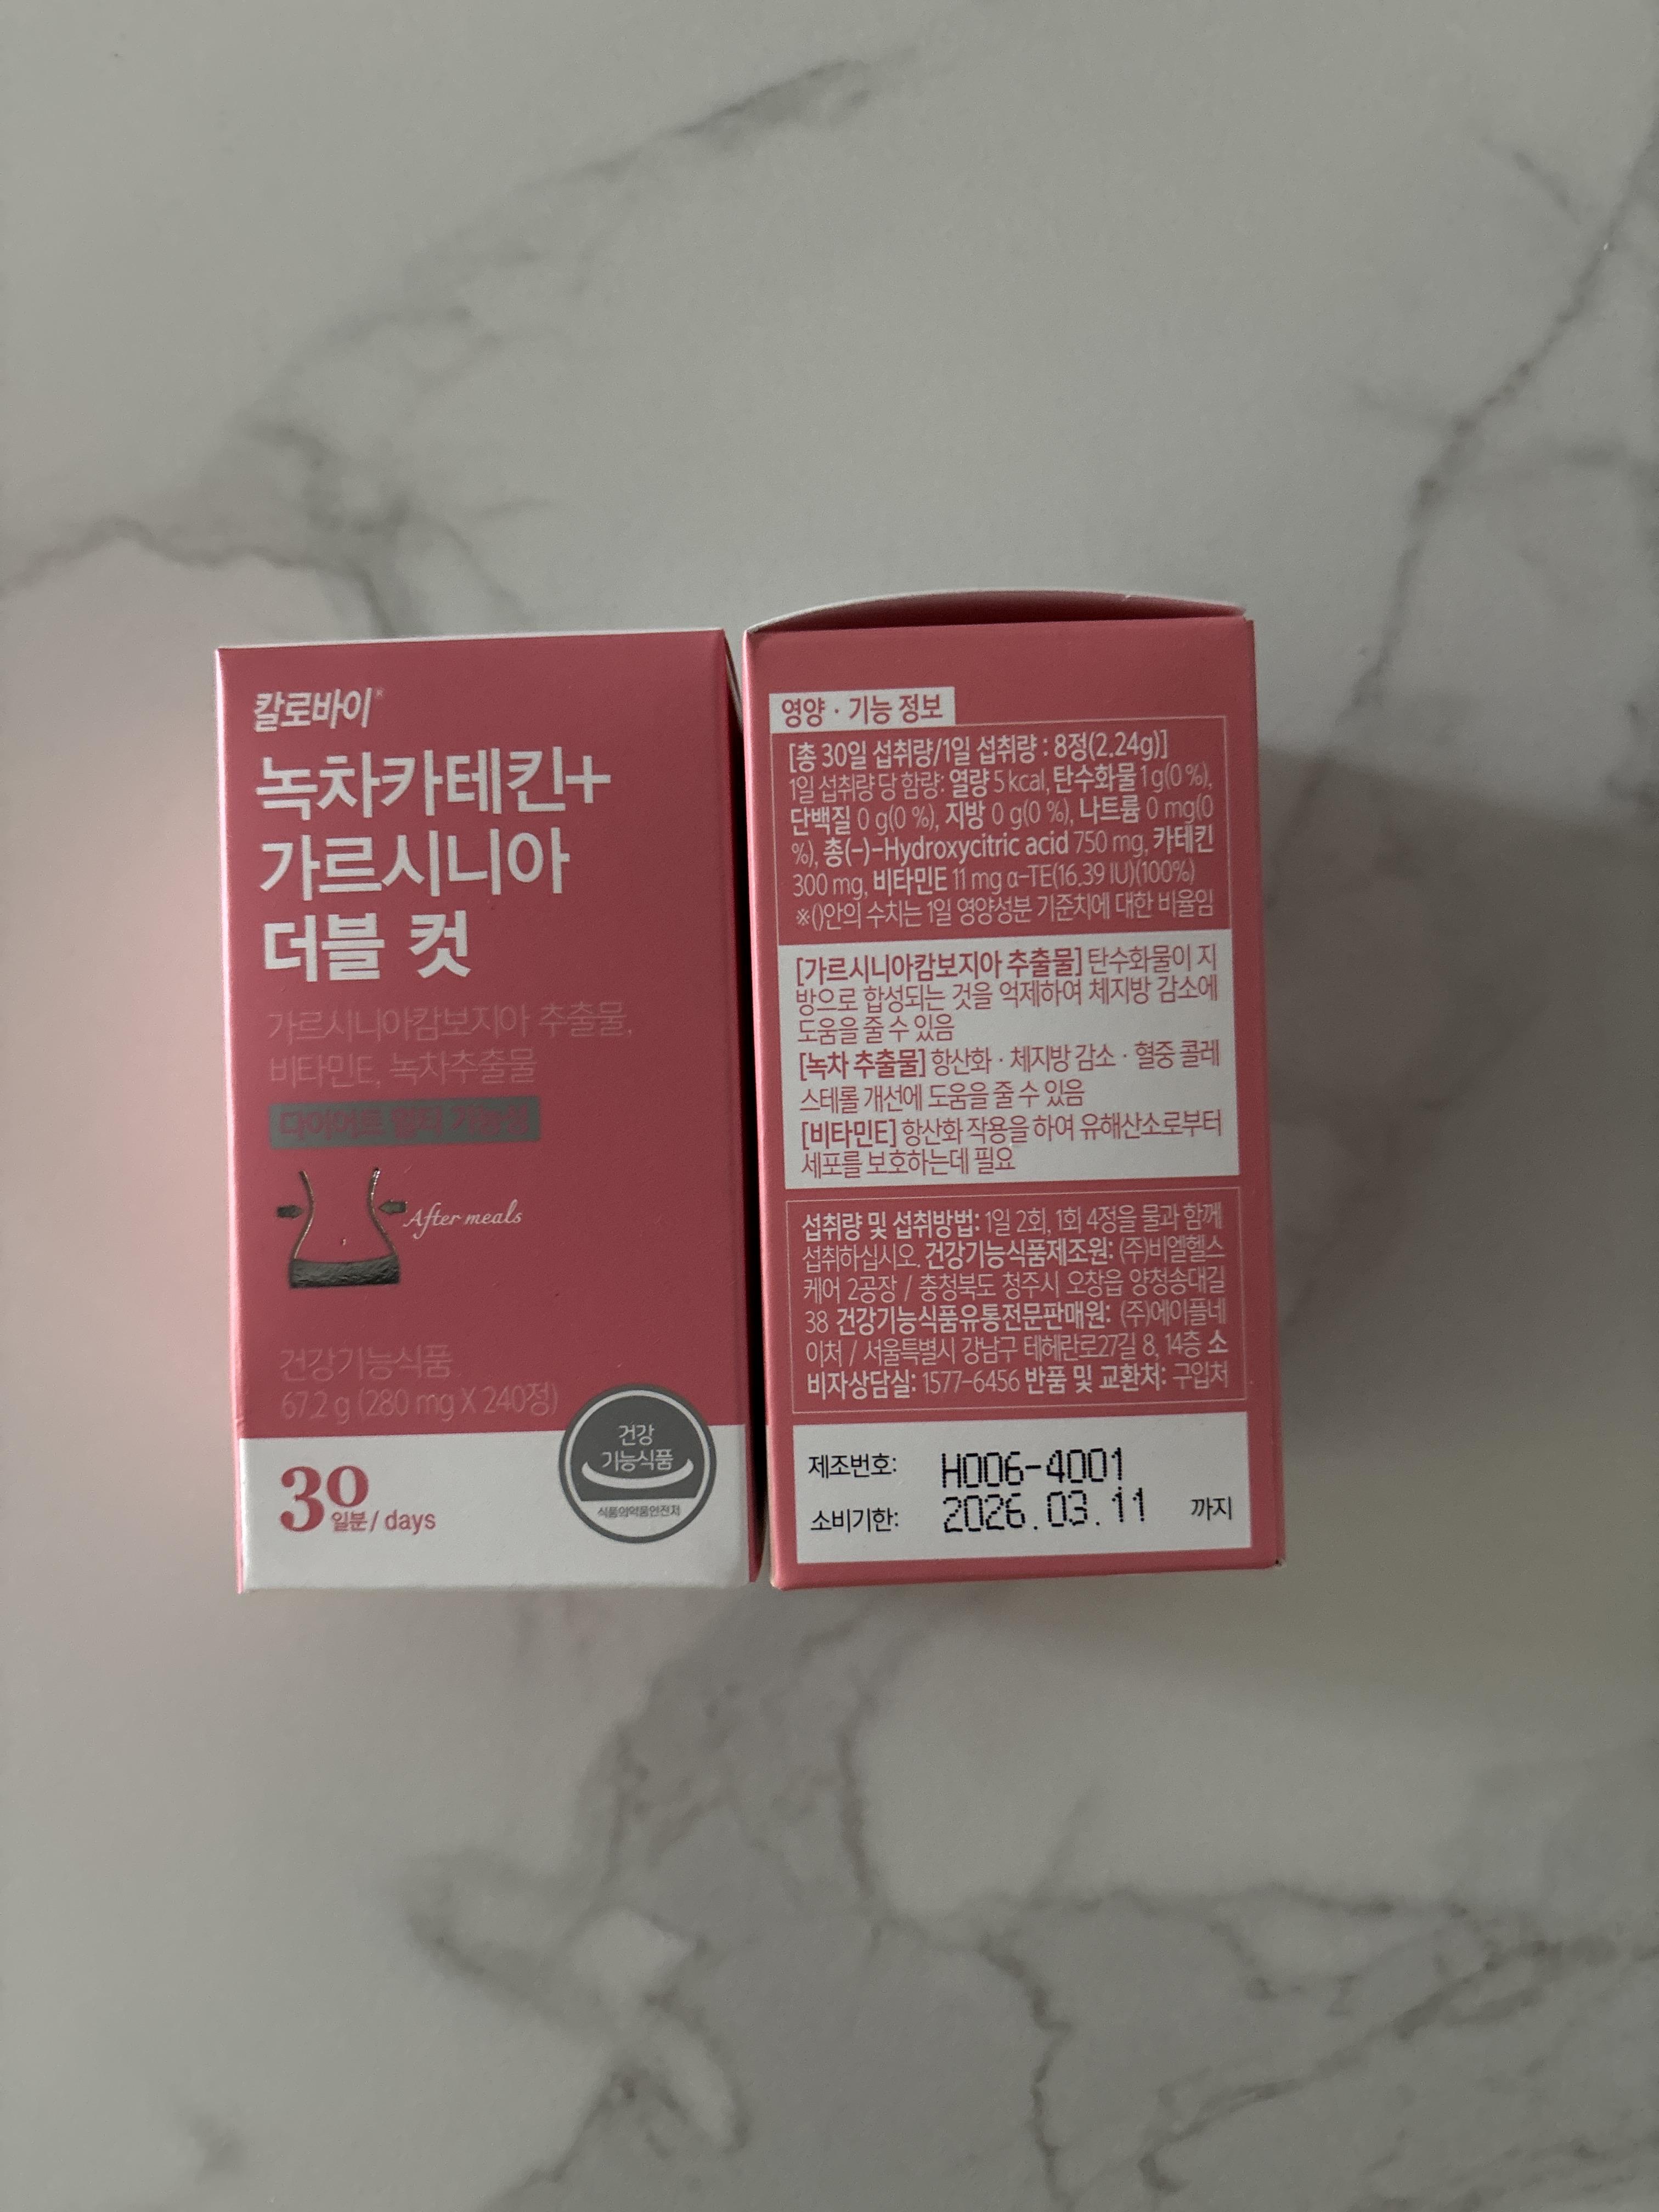 칼로바이®
녹차카테킨+
가르시니아
더블 컷
가르시니아캄보지아 추출물,
비타민E, 녹차추출물
다이어트 멀티 기능성
After meals
건강기능식품
67.2 g (280 mg X 240정)
30
일분/days
건강
기능식품
식품의약품안전처
영양 · 기능 정보
[총 30일 섭취량/1일 섭취량 : 8정(2.24g)]
1일 섭취량 당 함량: 열량 5 kcal, 탄수화물 1 g(0 %),
단백질 0 g(0 %), 지방 0 g(0 %), 나트륨 0 mg(0
%), 총(-)-Hydroxycitric acid 750 mg, 카테킨
300 mg, 비타민E 11 mg α-TE(16.39 IU)(100%)
※()안의 수치는 1일 영양성분 기준치에 대한 비율임
[가르시니아캄보지아 추출물] 탄수화물이 지
방으로 합성되는 것을 억제하여 체지방 감소에
도움을 줄 수 있음
[녹차 추출물] 항산화 · 체지방 감소 · 혈중 콜레
스테롤 개선에 도움을 줄 수 있음
[비타민E] 항산화 작용을 하여 유해산소로부터
세포를 보호하는데 필요
섭취량 및 섭취방법: 1일 2회, 1회 4정을 물과 함께
섭취하십시오. 건강기능식품제조원: (주)비엘헬스
케어 2공장 / 충청북도 청주시 오창읍 양청송대길
38 건강기능식품유통전문판매원: (주)에이플네
이처 / 서울특별시 강남구 테헤란로27길 8, 14층 소
비자상담실: 1577-6456 반품 및 교환처: 구입처
제조번호: H006-4001
소비기한: 2026.03.11 까지